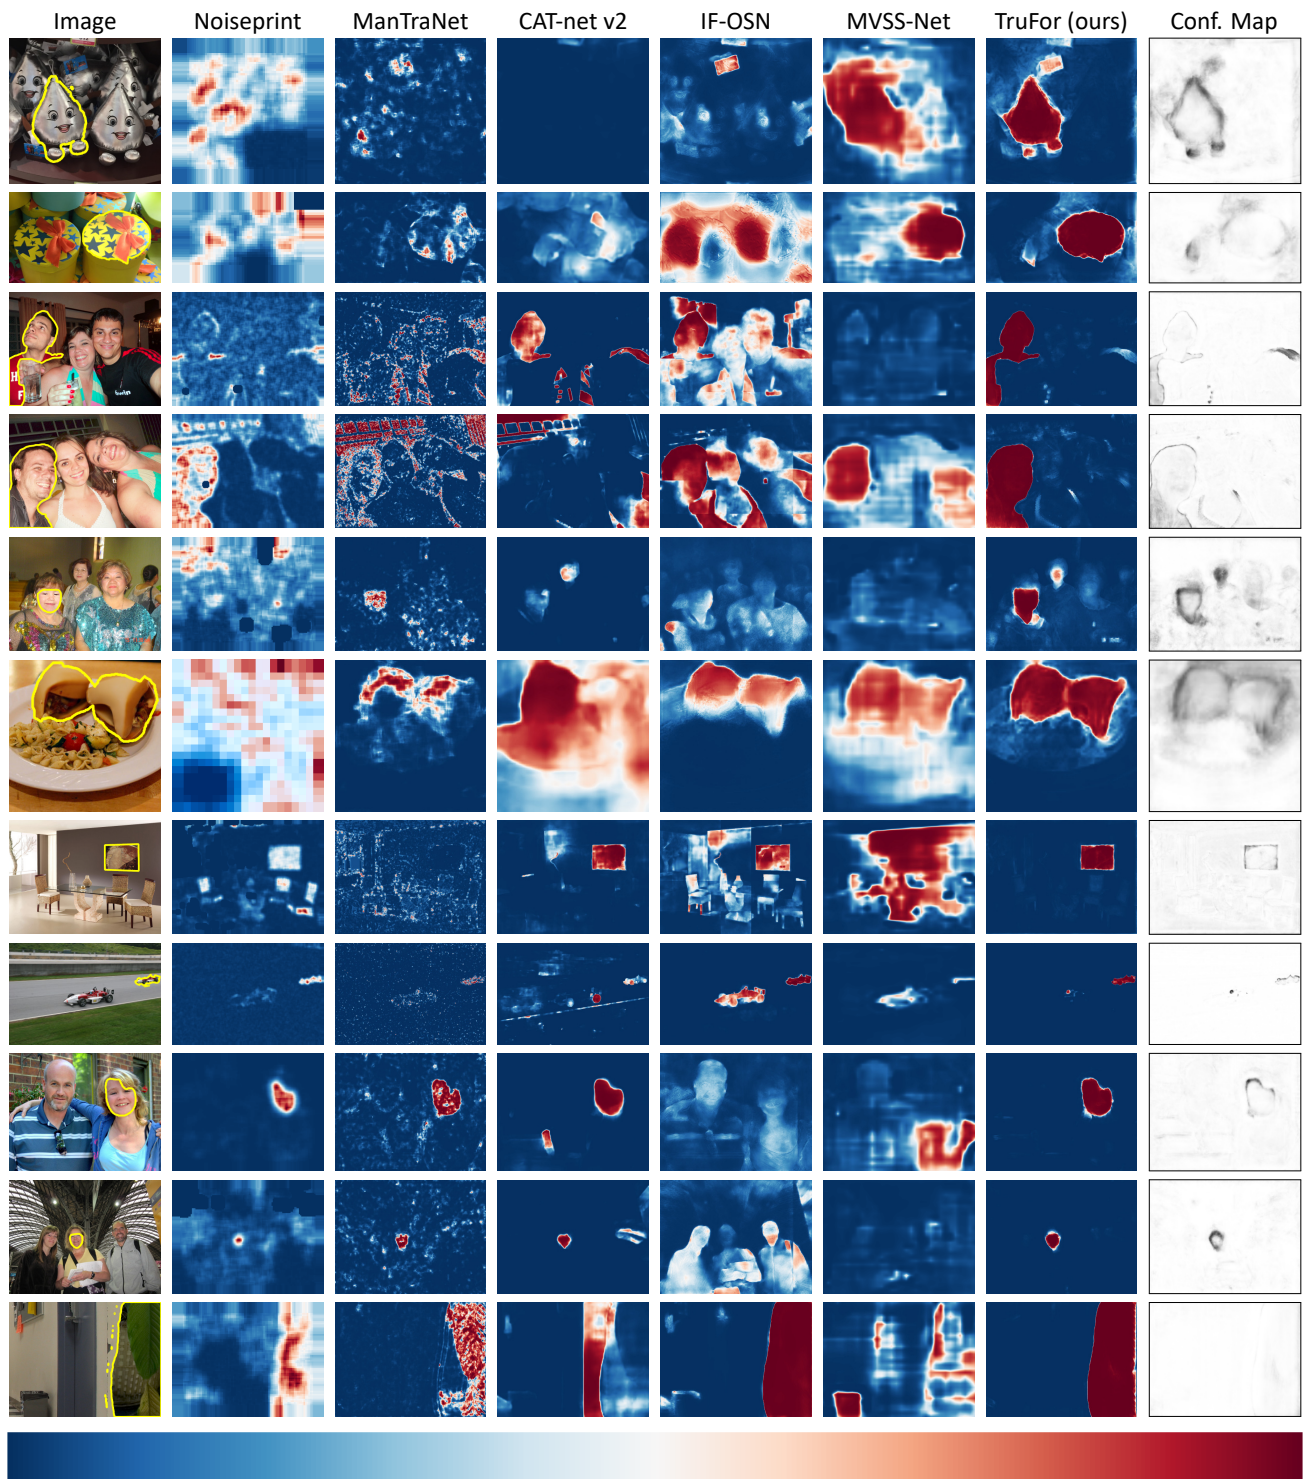 Image Noiseprint ManTraNet CAT-net v2 IF-OSN MVSS-Net TruFor (ours) Conf. Map
H
F